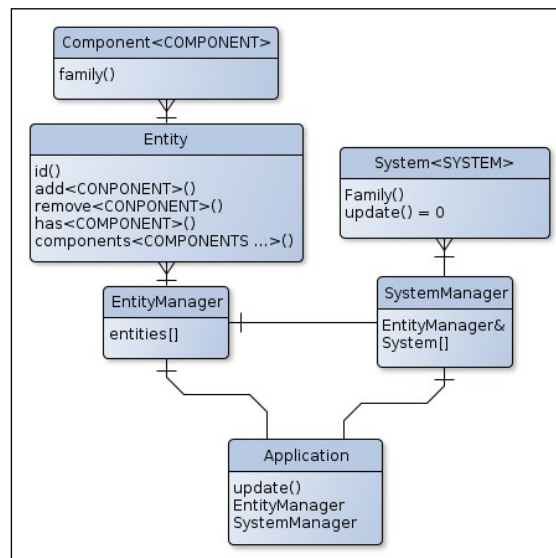 Component<COMPONENT>
family()
Entity
id()
add<CONPONENT>()
remove<CONPONENT>()
has<COMPONENT>()
components<COMPONENTS ...>()
System<SYSTEM>
Family()
update() = 0
EntityManager
entities[]
SystemManager
EntityManager&
System[]
Application
update()
EntityManager
SystemManager